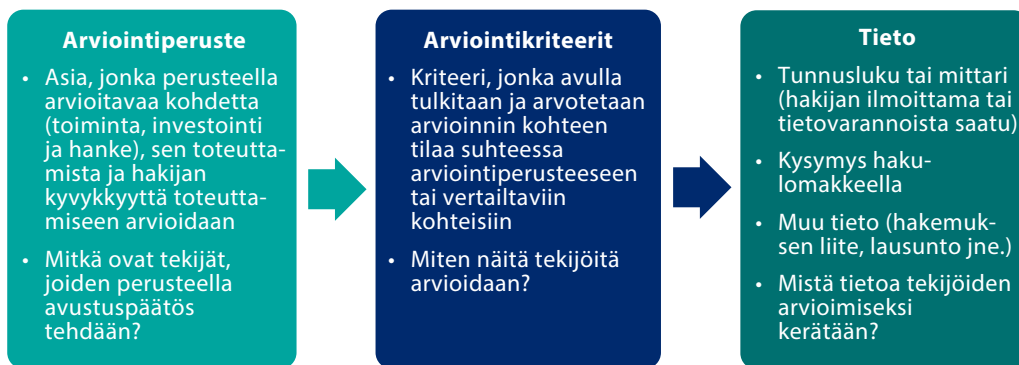 Arviointiperuste
• Asia, jonka perusteella
arvioitavaa kohdetta
(toiminta, investointi
ja hanke), sen toteutta-
mista ja hakijan
kyvykkyyttä toteutta-
miseen arvioidaan
• Mitkä ovat tekijät,
joiden perusteella
avustuspäätös
tehdään?
Arviointikriteerit
• Kriteeri, jonka avulla
tulkitaan ja arvotetaan
arvioinnin kohteen
tilaa suhteessa
arviointiperusteeseen
tai vertailtaviin
kohteisiin
• Miten näitä tekijöitä
arvioidaan?
Tieto
• Tunnusluku tai mittari
(hakijan ilmoittama tai
tietovarannoista saatu)
• Kysymys haku-
lomakkeella
• Muu tieto (hakemuk-
sen liite, lausunto jne.)
• Mistä tietoa tekijöiden
arvioimiseksi
kerätään?